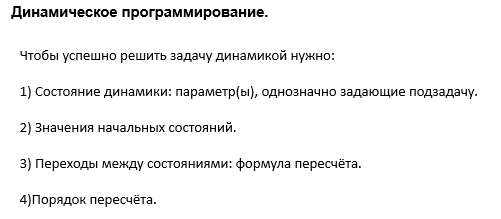 Динамическое программирование.
Чтобы успешно решить задачу динамикой нужно:
1) Состояние динамики: параметр(ы), однозначно задающие подзадачу.
2) Значения начальных состояний.
3) Переходы между состояниями: формула пересчёта.
4)Порядок пересчёта.